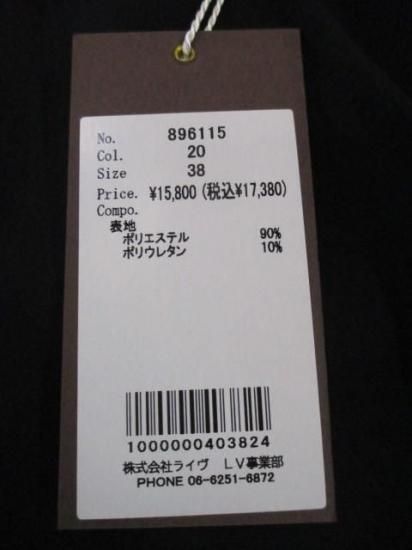 No. 896115
Col. 20
Size 38
Price. ¥15,800(税込¥17,380)
Compo.
表地
ポリエステル 90%
ポリウレタン 10%
1000000403824
株式会社ライヴ LV事業部
PHONE 06-6251-6872